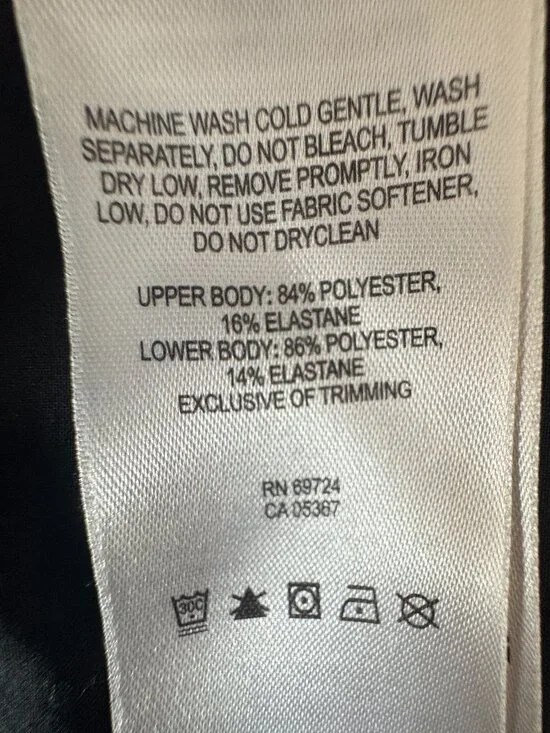 MACHINE WASH COLD GENTLE, WASH
SEPARATELY, DO NOT BLEACH, TUMBLE
DRY LOW, REMOVE PROMPTLY, IRON
LOW, DO NOT USE FABRIC SOFTENER,
DO NOT DRYCLEAN
UPPER BODY: 84% POLYESTER,
16% ELASTANE
LOWER BODY: 86% POLYESTER,
14% ELASTANE
EXCLUSIVE OF TRIMMING
RN 69724
CA 05367
30C